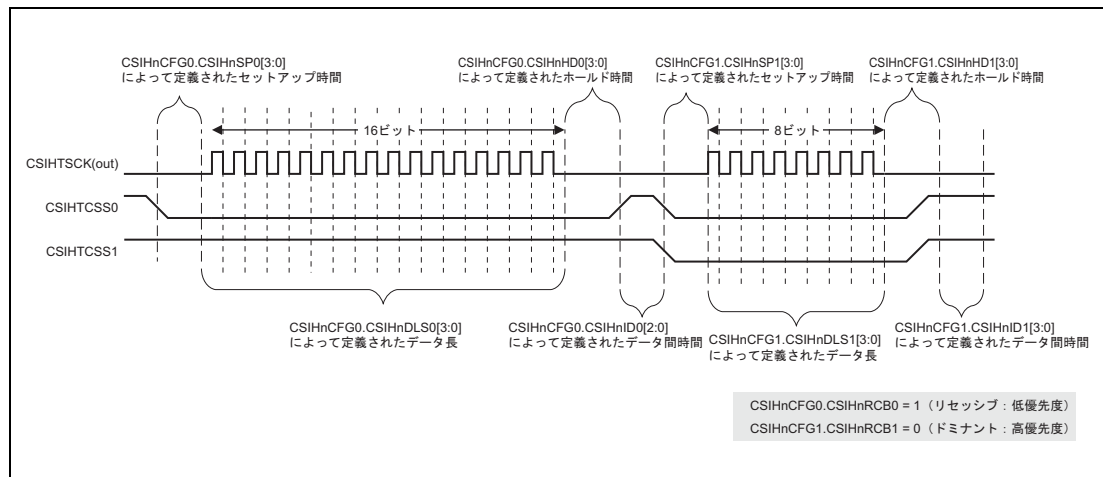 CSIHnCFG0.CSIHnSP0[3:0]
によって定義されたセットアップ時間
CSIHnCFG0.CSIHnHD0[3:0]
によって定義されたホールド時間
CSIHnCFG1.CSIHnSP1[3:0]
によって定義されたセットアップ時間
CSIHnCFG1.CSIHnHD1[3:0]
によって定義されたホールド時間
16ビット
8ビット
CSIHTSCK(out)
CSIHTCSS0
CSIHTCSS1
CSIHnCFG0.CSIHnDLS0[3:0]
によって定義されたデータ長
CSIHnCFG0.CSIHnID0[2:0]
によって定義されたデータ間時間
CSIHnCFG1.CSIHnDLS1[3:0]
によって定義されたデータ長
CSIHnCFG1.CSIHnID1[3:0]
によって定義されたデータ間時間
CSIHnCFG0.CSIHnRCB0 = 1（リセッシブ：低優先度）
CSIHnCFG1.CSIHnRCB1 = 0（ドミナント：高優先度）